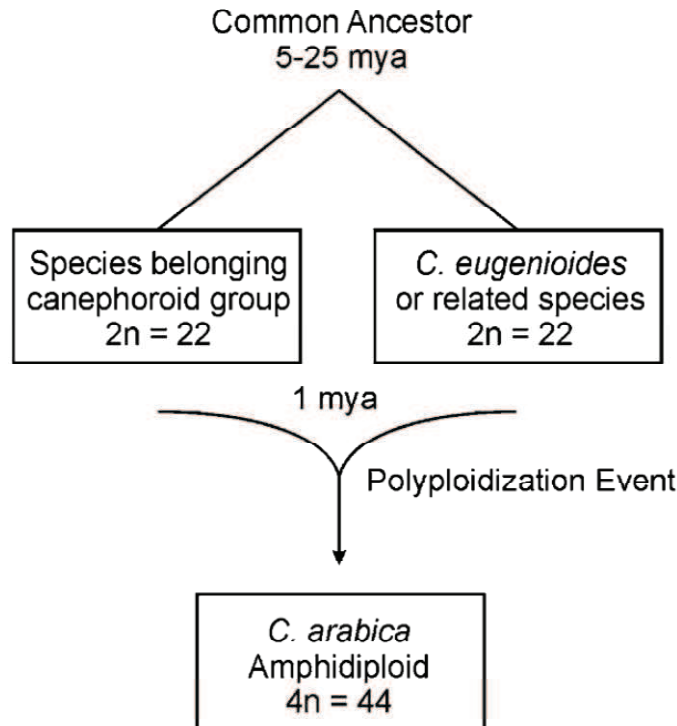 Common Ancestor
5-25 mya
Species belonging
canephoroid group
2n = 22
C. eugenioides
or related species
2n = 22
1 mya
Polyploidization Event
C. arabica
Amphidiploid
4n = 44